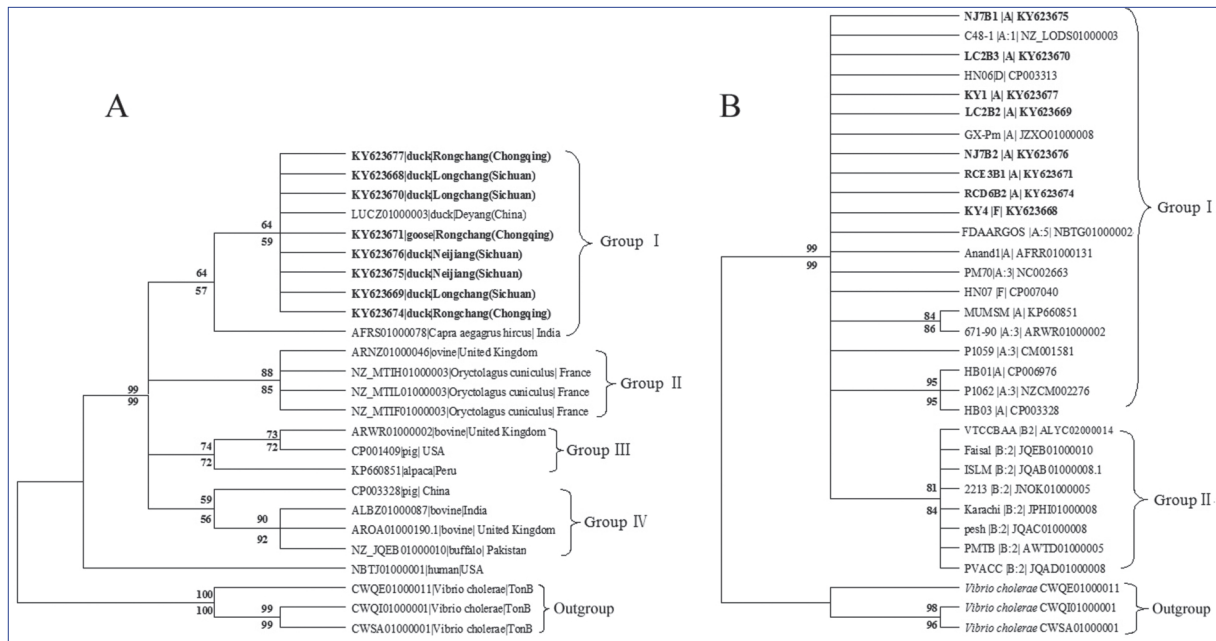 A
KY623677|duck|Rongchang(Chongqing)
KY623668|duck|Longchang(Sichuan)
KY623670|duck|Longchang(Sichuan)
LUCZ01000003|duck|Deyang(China)
KY623671|goose|Rongchang(Chongqing)
KY623676|duck|Neijiang(Sichuan)
KY623675|duck|Neijiang(Sichuan)
KY623669|duck|Longchang(Sichuan)
KY623674|duck|Rongchang(Chongqing)
AFRS01000078|Capra aegagrus hircus| India
64
59
64
57
Group Ⅰ
ARNZ01000046|ovine|United Kingdom
NZ_MTIH01000003|Oryctolagus cuniculus| France
NZ_MTIL01000003|Oryctolagus cuniculus| France
NZ_MTIF01000003|Oryctolagus cuniculus| France
88
85
Group Ⅱ
99
99
ARWR01000002|bovine|United Kingdom
CP001409|pig| USA
KP660851|alpaca|Peru
73
72
74
72
Group Ⅲ
CP003328|pig| China
ALBZ01000087|bovine|India
AROA01000190.1|bovine| United Kingdom
NZ_JQEB01000010|buffalo| Pakistan
59
56
90
92
Group Ⅳ
NBTJ01000001|human|USA
CWQE01000011|Vibrio cholerae|TonB
CWQI01000001|Vibrio cholerae|TonB
CWSA01000001|Vibrio cholerae|TonB
100
100
99
99
Outgroup
B
NJ7B1 |A| KY623675
C48-1 |A:1| NZ_LODS01000003
LC2B3 |A| KY623670
HN06|D| CP003313
KY1 |A| KY623677
LC2B2 |A| KY623669
GX-Pm |A| JZXO01000008
NJ7B2 |A| KY623676
RCE3B1 |A| KY623671
RCD6B2 |A| KY623674
KY4 |F| KY623668
FDAARGOS |A:5| NBTG01000002
Anand1|A| AFRR01000131
PM70|A:3| NC002663
HN07 |F| CP007040
MUMSM |A| KP660851
671-90 |A:3| ARWR01000002
P1059 |A:3| CM001581
HB01|A| CP006976
P1062 |A:3| NZCM002276
HB03 |A| CP003328
99
99
84
86
95
95
Group Ⅰ
VTCCBAA |B2| ALYC02000014
Faisal |B:2| JQEB01000010
ISLM |B:2| JQAB01000008.1
2213 |B:2| JNOK01000005
Karachi |B:2| JPHI01000008
pesh |B:2| JQAC01000008
PMTB |B:2| AWTD01000005
PVACC |B:2| JQAD01000008
81
84
Group Ⅱ
Vibrio cholerae CWQE01000011
Vibrio cholerae CWQI01000001
Vibrio cholerae CWSA01000001
98
96
Outgroup